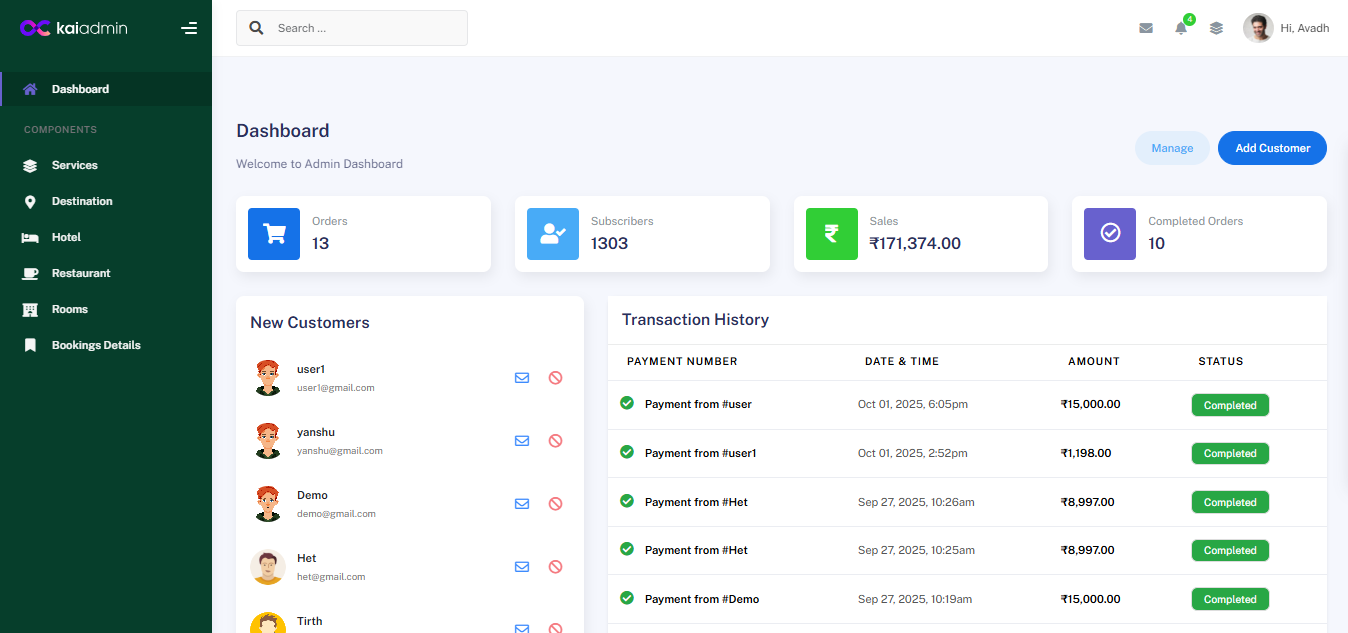 kaiadmin
Search ...
4
Hi, Avadh
Dashboard
COMPONENTS
Services
Destination
Hotel
Restaurant
Rooms
Bookings Details
Dashboard
Welcome to Admin Dashboard
Manage
Add Customer
Orders
13
Subscribers
1303
Sales
₹171,374.00
Completed Orders
10
New Customers
user1
user1@gmail.com
yanshu
yanshu@gmail.com
Demo
demo@gmail.com
Het
het@gmail.com
Tirth
Transaction History
PAYMENT NUMBER DATE & TIME AMOUNT STATUS
Payment from #user Oct 01, 2025, 6:05pm ₹15,000.00 Completed
Payment from #user1 Oct 01, 2025, 2:52pm ₹1,198.00 Completed
Payment from #Het Sep 27, 2025, 10:26am ₹8,997.00 Completed
Payment from #Het Sep 27, 2025, 10:25am ₹8,997.00 Completed
Payment from #Demo Sep 27, 2025, 10:19am ₹15,000.00 Completed